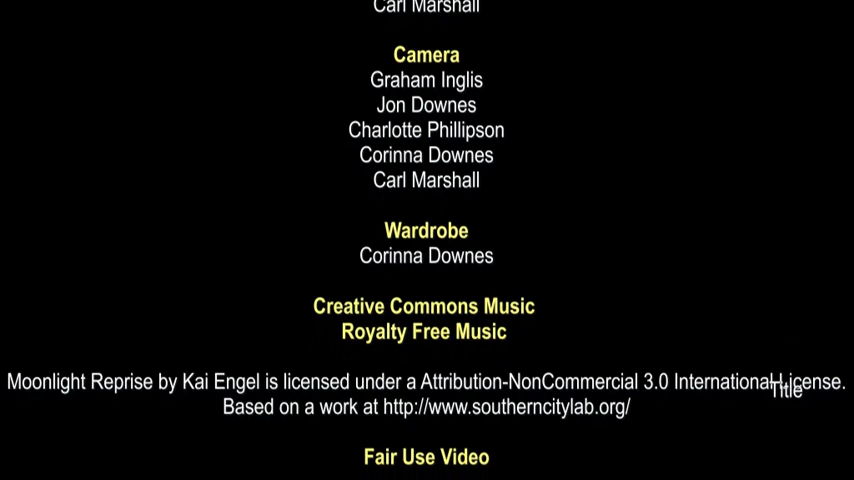 Carl Marshall
Camera
Graham Inglis
Jon Downes
Charlotte Phillipson
Corinna Downes
Carl Marshall
Wardrobe
Corinna Downes
Creative Commons Music
Royalty Free Music
Moonlight Reprise by Kai Engel is licensed under a Attribution-NonCommercial 3.0 International License.
Title
Based on a work at http://www.southerncitylab.org/
Fair Use Video